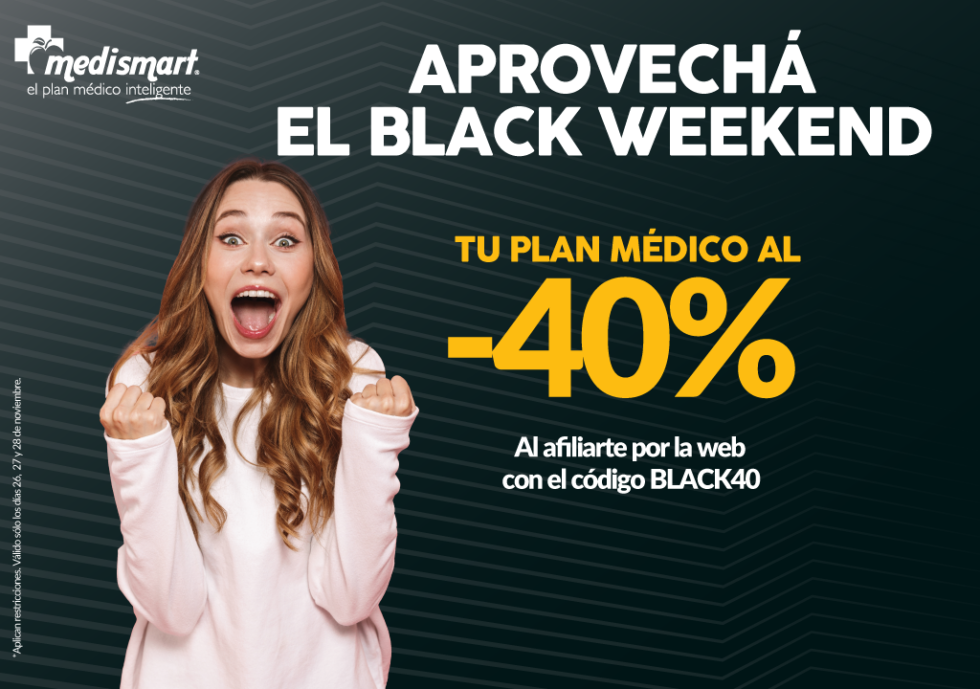 medismart®
el plan médico inteligente
APROVECHÁ
EL BLACK WEEKEND
TU PLAN MÉDICO AL
-40%
Al afiliarte por la web
con el código BLACK40
*Aplican restricciones. Válido sólo los días 26, 27 y 28 de noviembre.